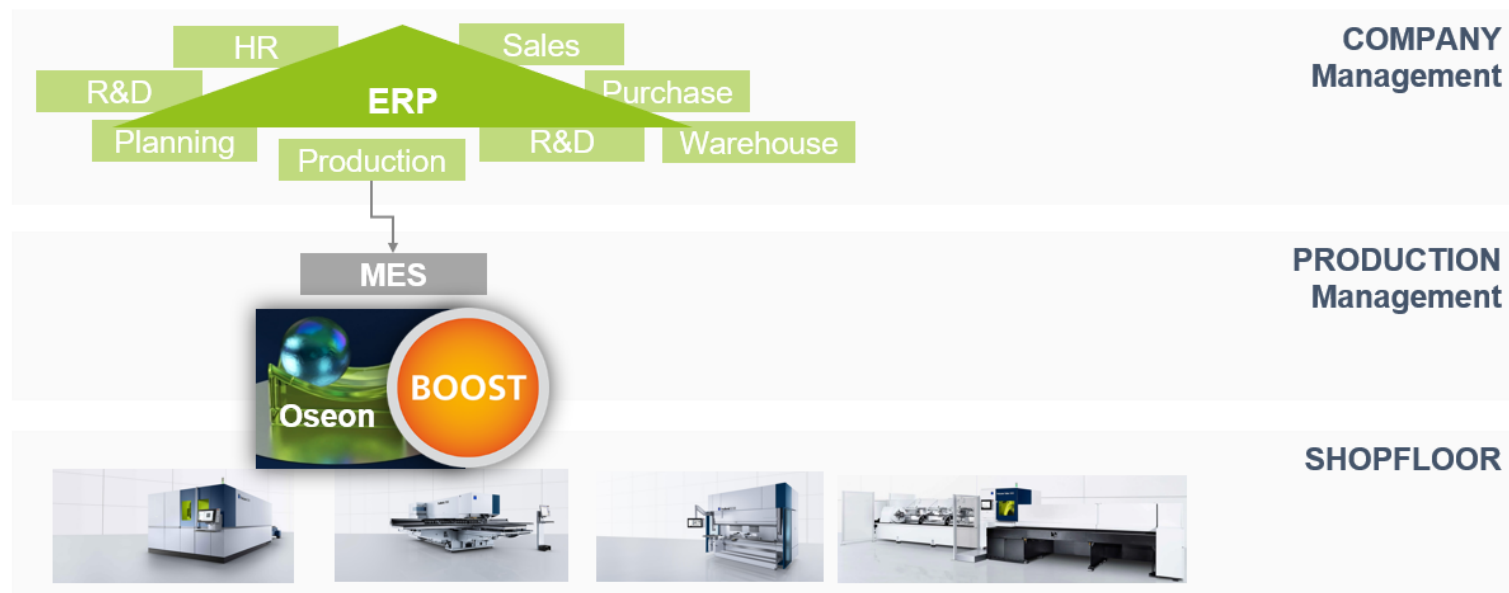 HR
Sales
COMPANY
Management
R&D
ERP
Purchase
Planning
Production
R&D
Warehouse
MES
PRODUCTION
Management
Oseon
BOOST
SHOPFLOOR